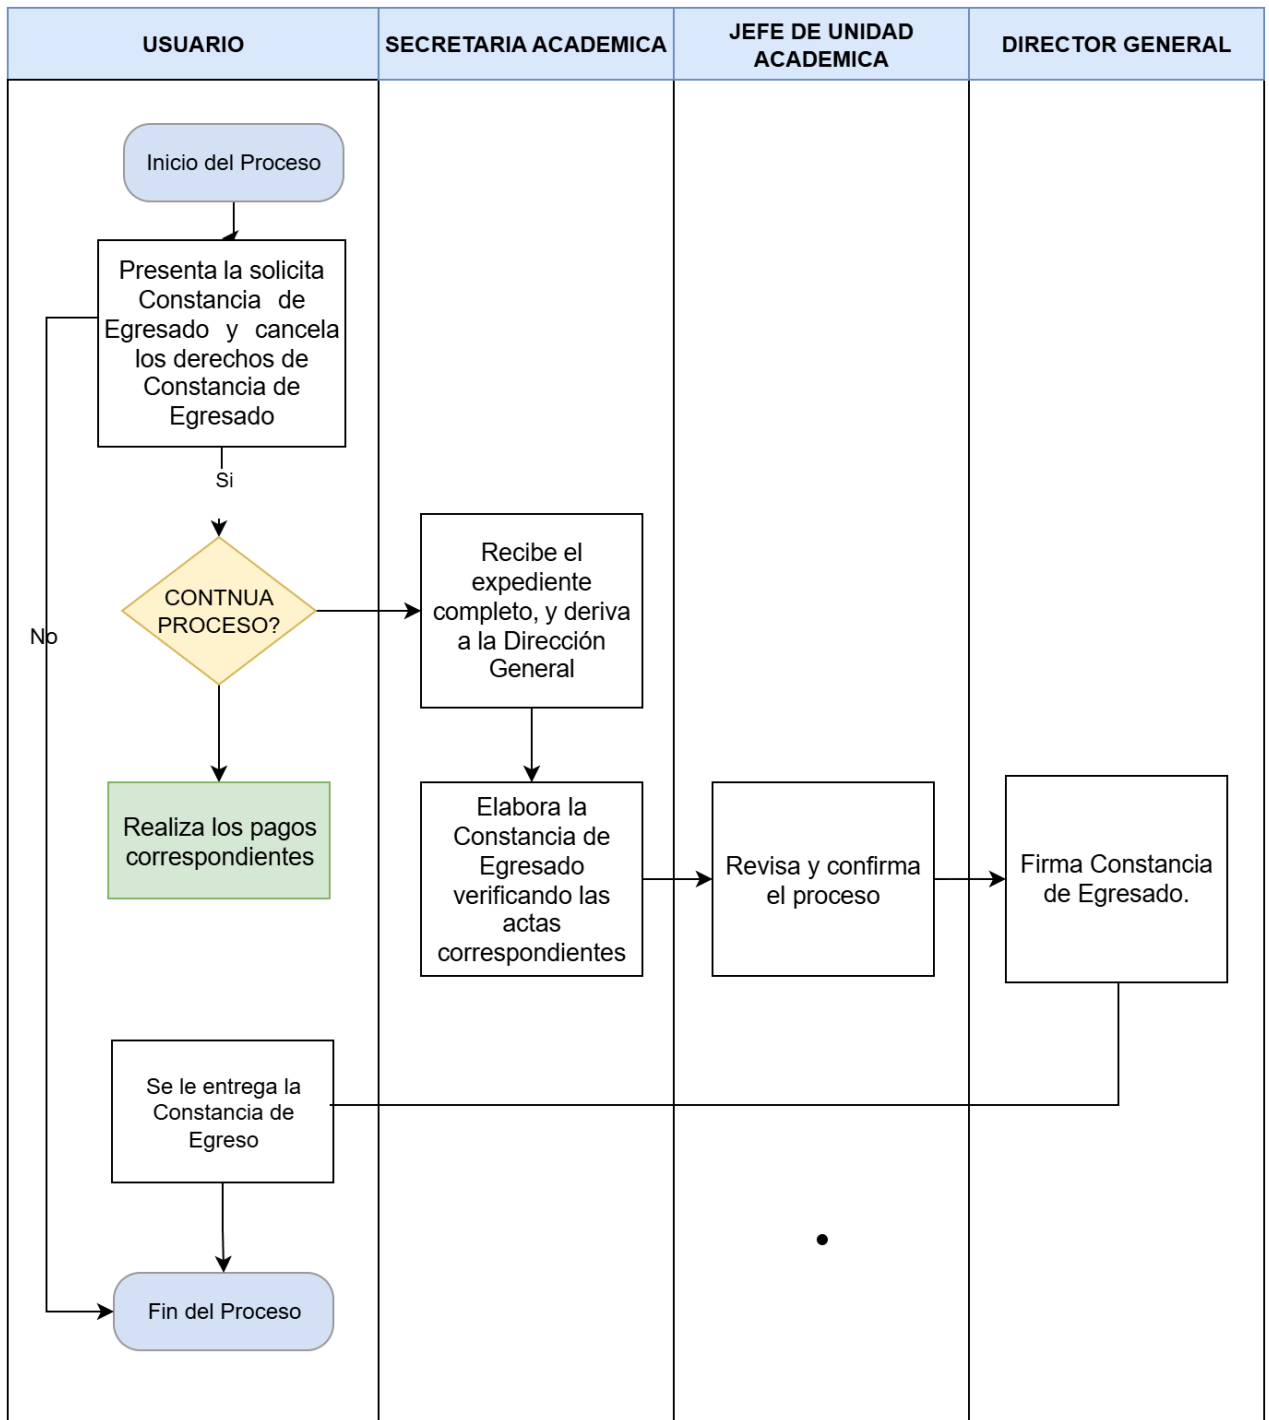 USUARIO
SECRETARIA ACADEMICA
JEFE DE UNIDAD
ACADEMICA
DIRECTOR GENERAL
Inicio del Proceso
Presenta la solicita
Constancia de
Egresado y cancela
los derechos de
Constancia de
Egresado
Si
CONTNUA
PROCESO?
No
Recibe el
expediente
completo, y deriva
a la Dirección
General
Realiza los pagos
correspondientes
Elabora la
Constancia de
Egresado
verificando las
actas
correspondientes
Revisa y confirma
el proceso
Firma Constancia
de Egresado.
Se le entrega la
Constancia de
Egreso
Fin del Proceso